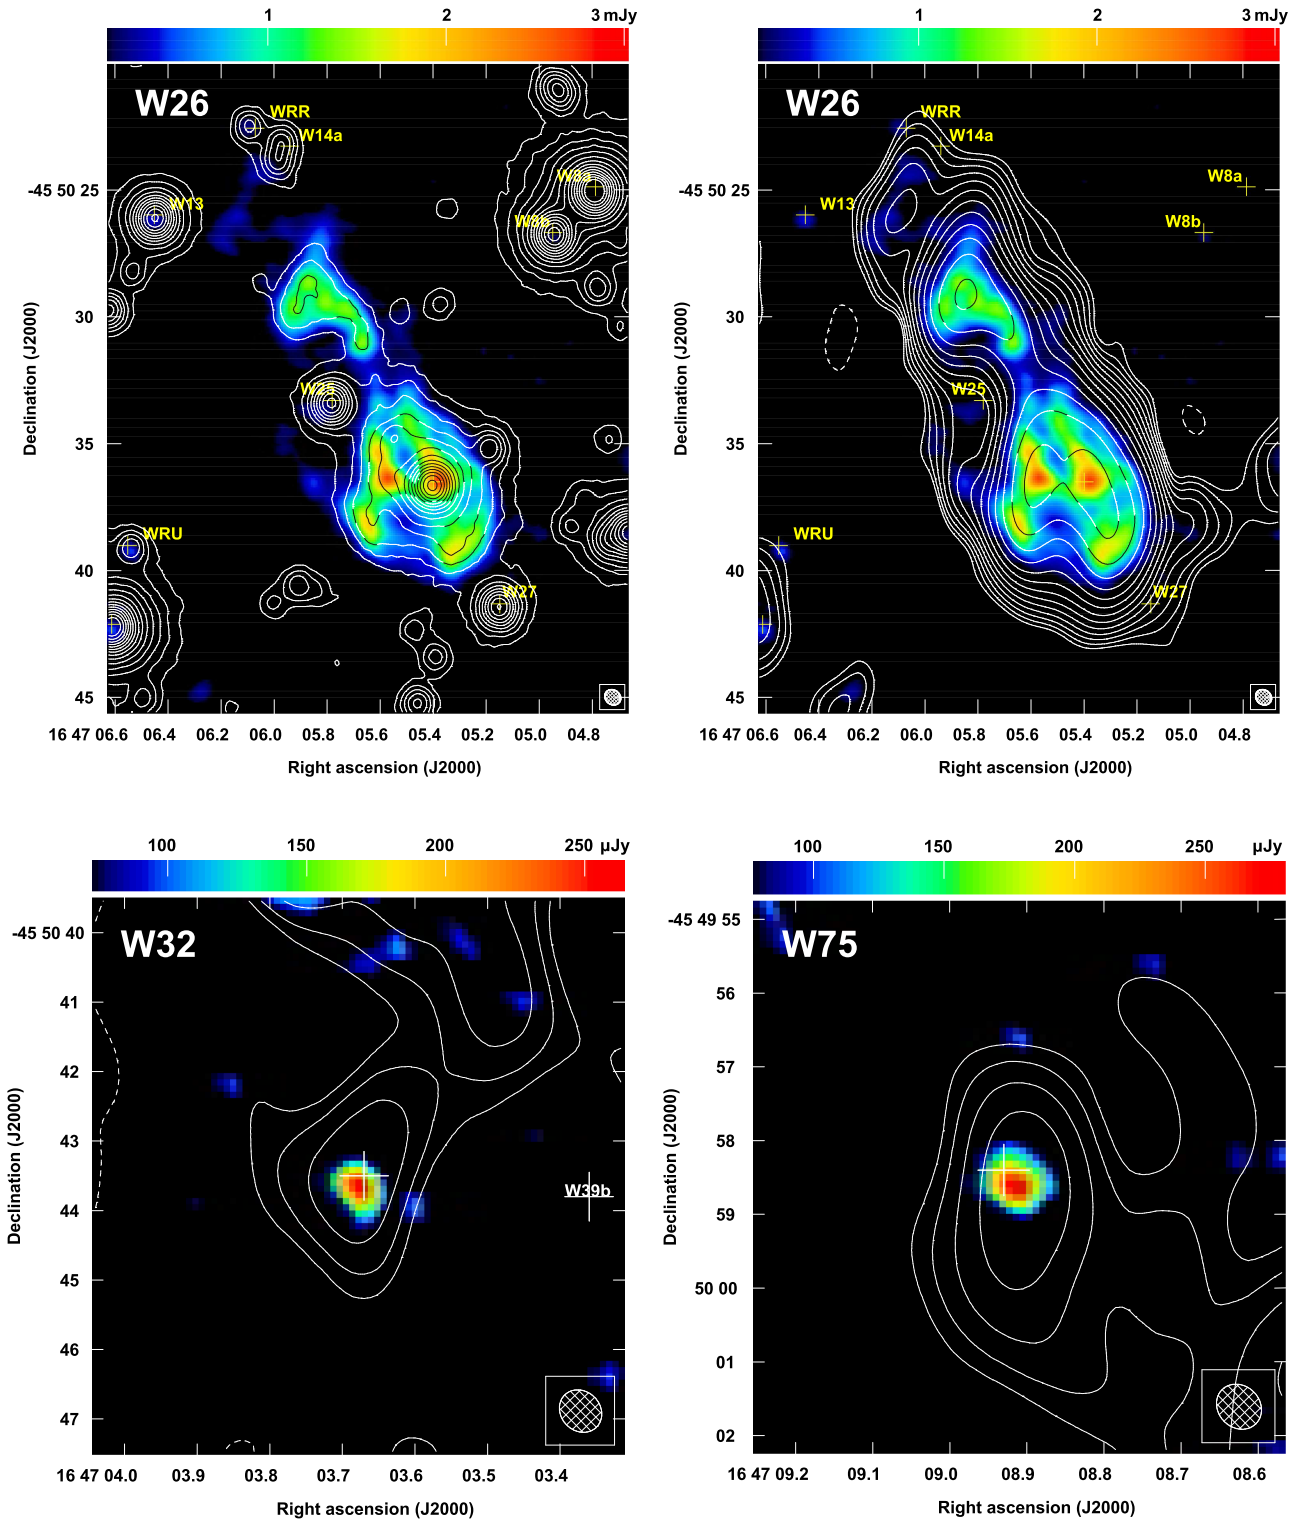 1 2 3 mJy
W26
WRR
W14a
W8a
W13
W8b
W25
WRU
W27
-45 50 25
30
35
40
45
Declination (J2000)
16 47 06.6 06.4 06.2 06.0 05.8 05.6 05.4 05.2 05.0 04.8
Right ascension (J2000)
1 2 3 mJy
W26
WRR
W14a
W8a
W13
W8b
W25
WRU
W27
-45 50 25
30
35
40
45
Declination (J2000)
16 47 06.6 06.4 06.2 06.0 05.8 05.6 05.4 05.2 05.0 04.8
Right ascension (J2000)
100 150 200 250 µJy
W32
W39b
-45 50 40
41
42
43
44
45
46
47
Declination (J2000)
16 47 04.0 03.9 03.8 03.7 03.6 03.5 03.4
Right ascension (J2000)
100 150 200 250 µJy
W75
-45 49 55
56
57
58
59
50 00
01
02
Declination (J2000)
16 47 09.2 09.1 09.0 08.9 08.8 08.7 08.6
Right ascension (J2000)